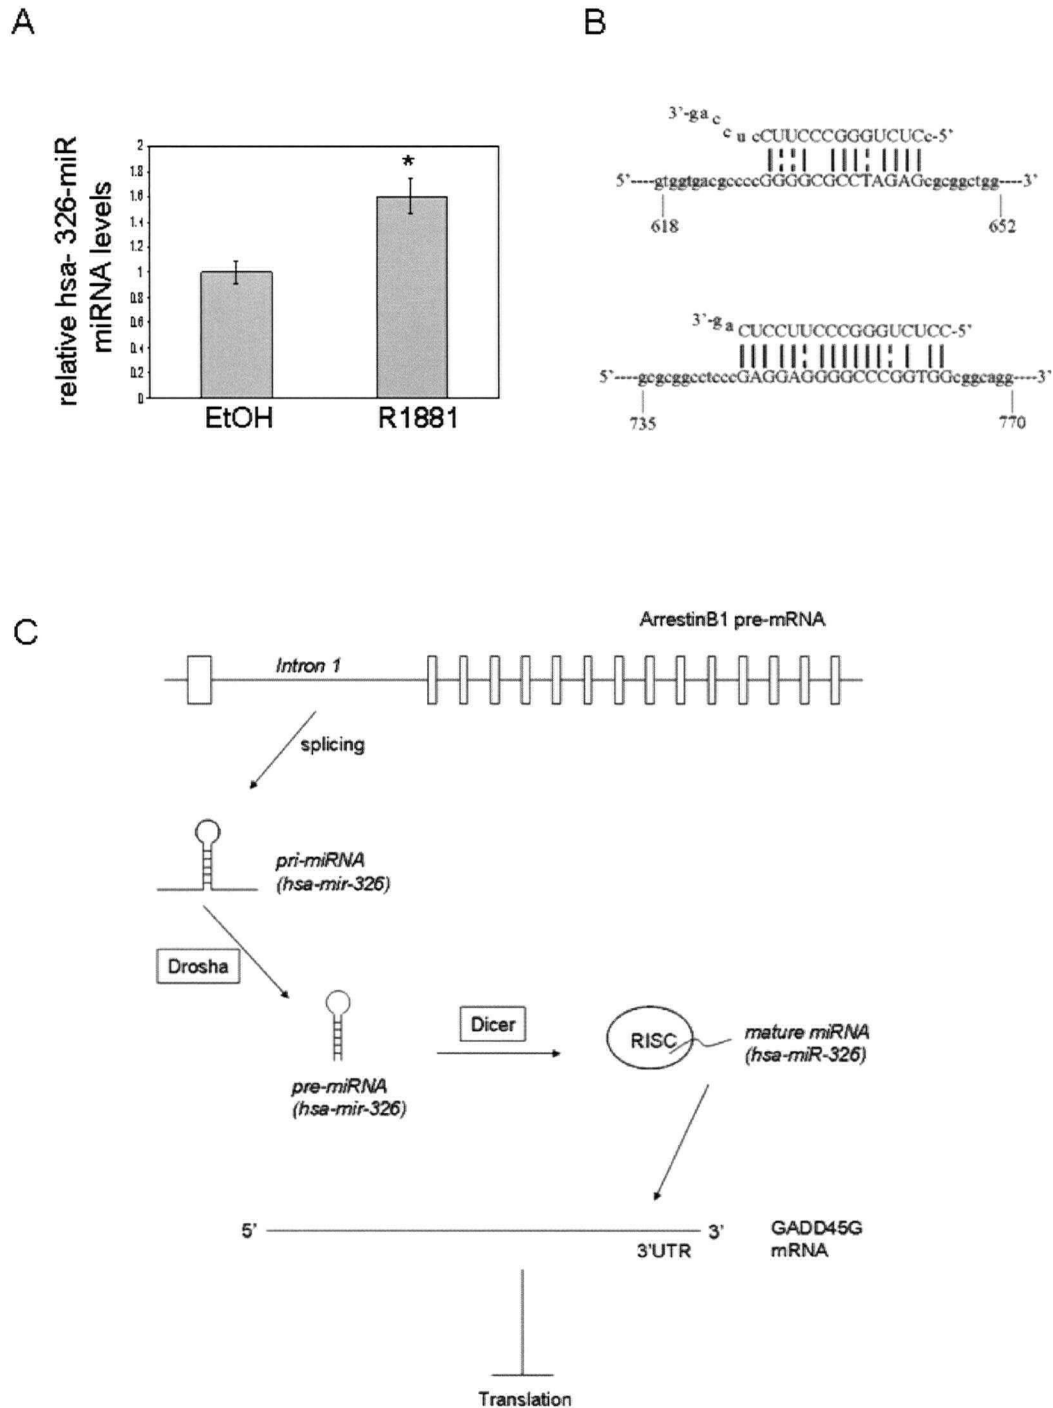 A
relative hsa- 326-miR
miRNA levels
2
1.8
1.6
1.4
1.2
1
0.8
0.6
0.4
0.2
0
*
EtOH
R1881
B
3'-ga c c u cCUUCCCGGGUCUCc-5'
5'----gtggtgacgccccGGGGCGCCTAGAGcgcggctgg----3'
618
652
3'-ga CUCCUUCCCGGGUCUCC-5'
5'----gcgcggcctcccGAGGAGGGGCCCGGTGGcggcagg----3'
735
770
C
ArrestinB1 pre-mRNA
Intron 1
splicing
pri-miRNA
(hsa-mir-326)
Drosha
pre-miRNA
(hsa-mir-326)
Dicer
RISC
mature miRNA
(hsa-miR-326)
5'
3'
3'UTR
GADD45G
mRNA
Translation